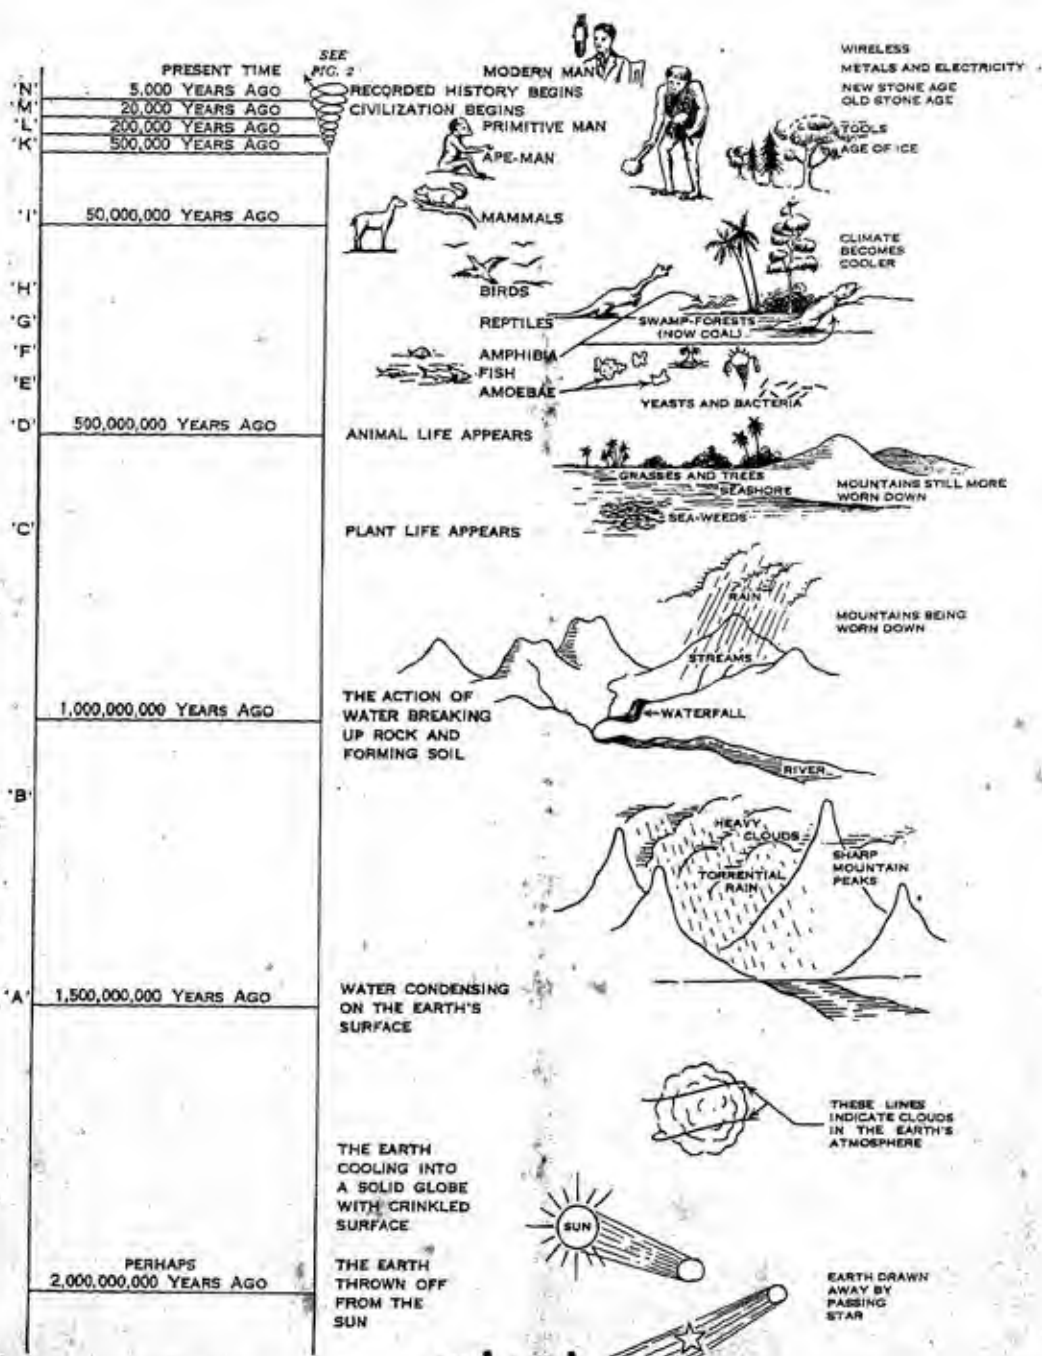 SEE
FIG. 2
PRESENT TIME
MODERN MAN
WIRELESS
METALS AND ELECTRICITY
'N'
5,000 YEARS AGO
RECORDED HISTORY BEGINS
NEW STONE AGE
OLD STONE AGE
'M'
20,000 YEARS AGO
CIVILIZATION BEGINS
'L'
200,000 YEARS AGO
PRIMITIVE MAN
TOOLS
'K'
500,000 YEARS AGO
APE-MAN
AGE OF ICE
'I'
50,000,000 YEARS AGO
MAMMALS
CLIMATE
BECOMES
COOLER
'H'
BIRDS
'G'
REPTILES
SWAMP-FORESTS
(NOW COAL)
'F'
AMPHIBIA
FISH
'E'
AMOEBAE
YEASTS AND BACTERIA
'D'
500,000,000 YEARS AGO
ANIMAL LIFE APPEARS
GRASSES AND TREES
SEASHORE
MOUNTAINS STILL MORE
WORN DOWN
SEA-WEEDS
'C'
PLANT LIFE APPEARS
RAIN
MOUNTAINS BEING
WORN DOWN
STREAMS
1,000,000,000 YEARS AGO
THE ACTION OF
WATER BREAKING
UP ROCK AND
FORMING SOIL
WATERFALL
RIVER
'B'
HEAVY
CLOUDS
TORRENTIAL
RAIN
SHARP
MOUNTAIN
PEAKS
'A'
1,500,000,000 YEARS AGO
WATER CONDENSING
ON THE EARTH'S
SURFACE
THESE LINES
INDICATE CLOUDS
IN THE EARTH'S
ATMOSPHERE
THE EARTH
COOLING INTO
A SOLID GLOBE
WITH CRINKLED
SURFACE
SUN
PERHAPS
2,000,000,000 YEARS AGO
THE EARTH
THROWN OFF
FROM THE
SUN
EARTH DRAWN
AWAY BY
PASSING
STAR